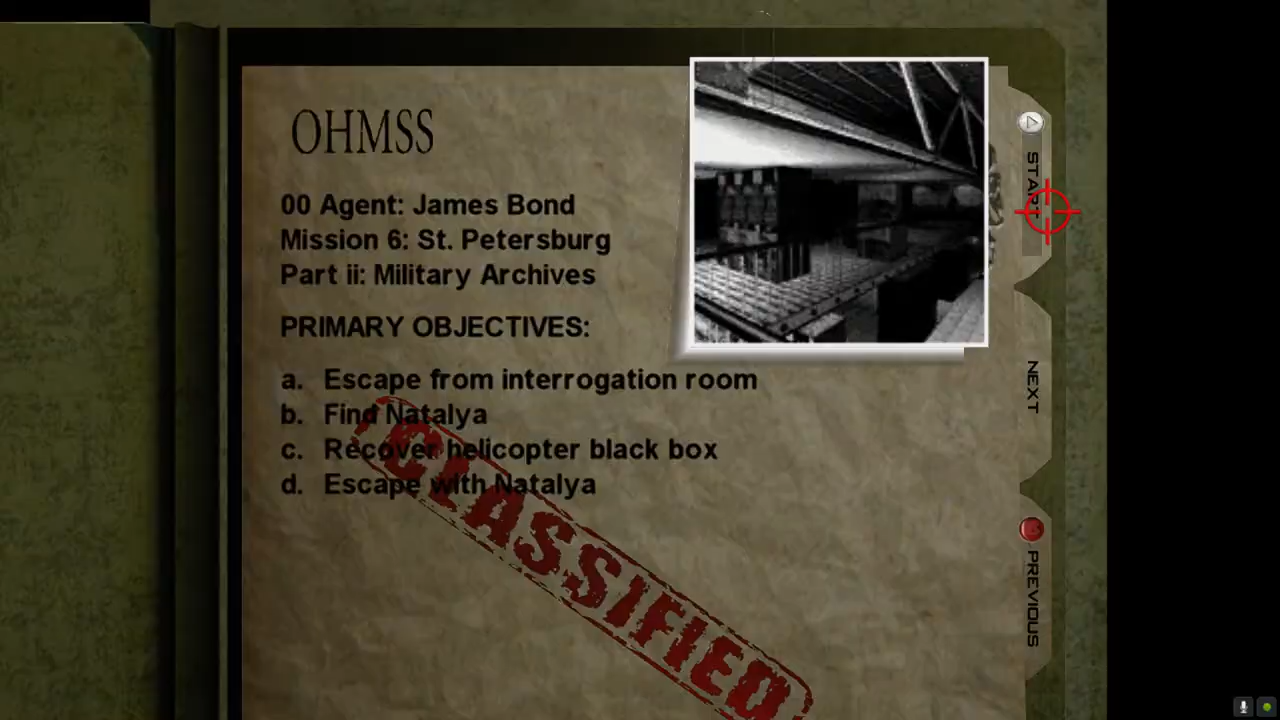 OHMSS
00 Agent: James Bond
Mission 6: St. Petersburg
Part ii: Military Archives
PRIMARY OBJECTIVES:
a. Escape from interrogation room
b. Find Natalya
c. Recover helicopter black box
d. Escape with Natalya
CLASSIFIED
START
NEXT
PREVIOUS